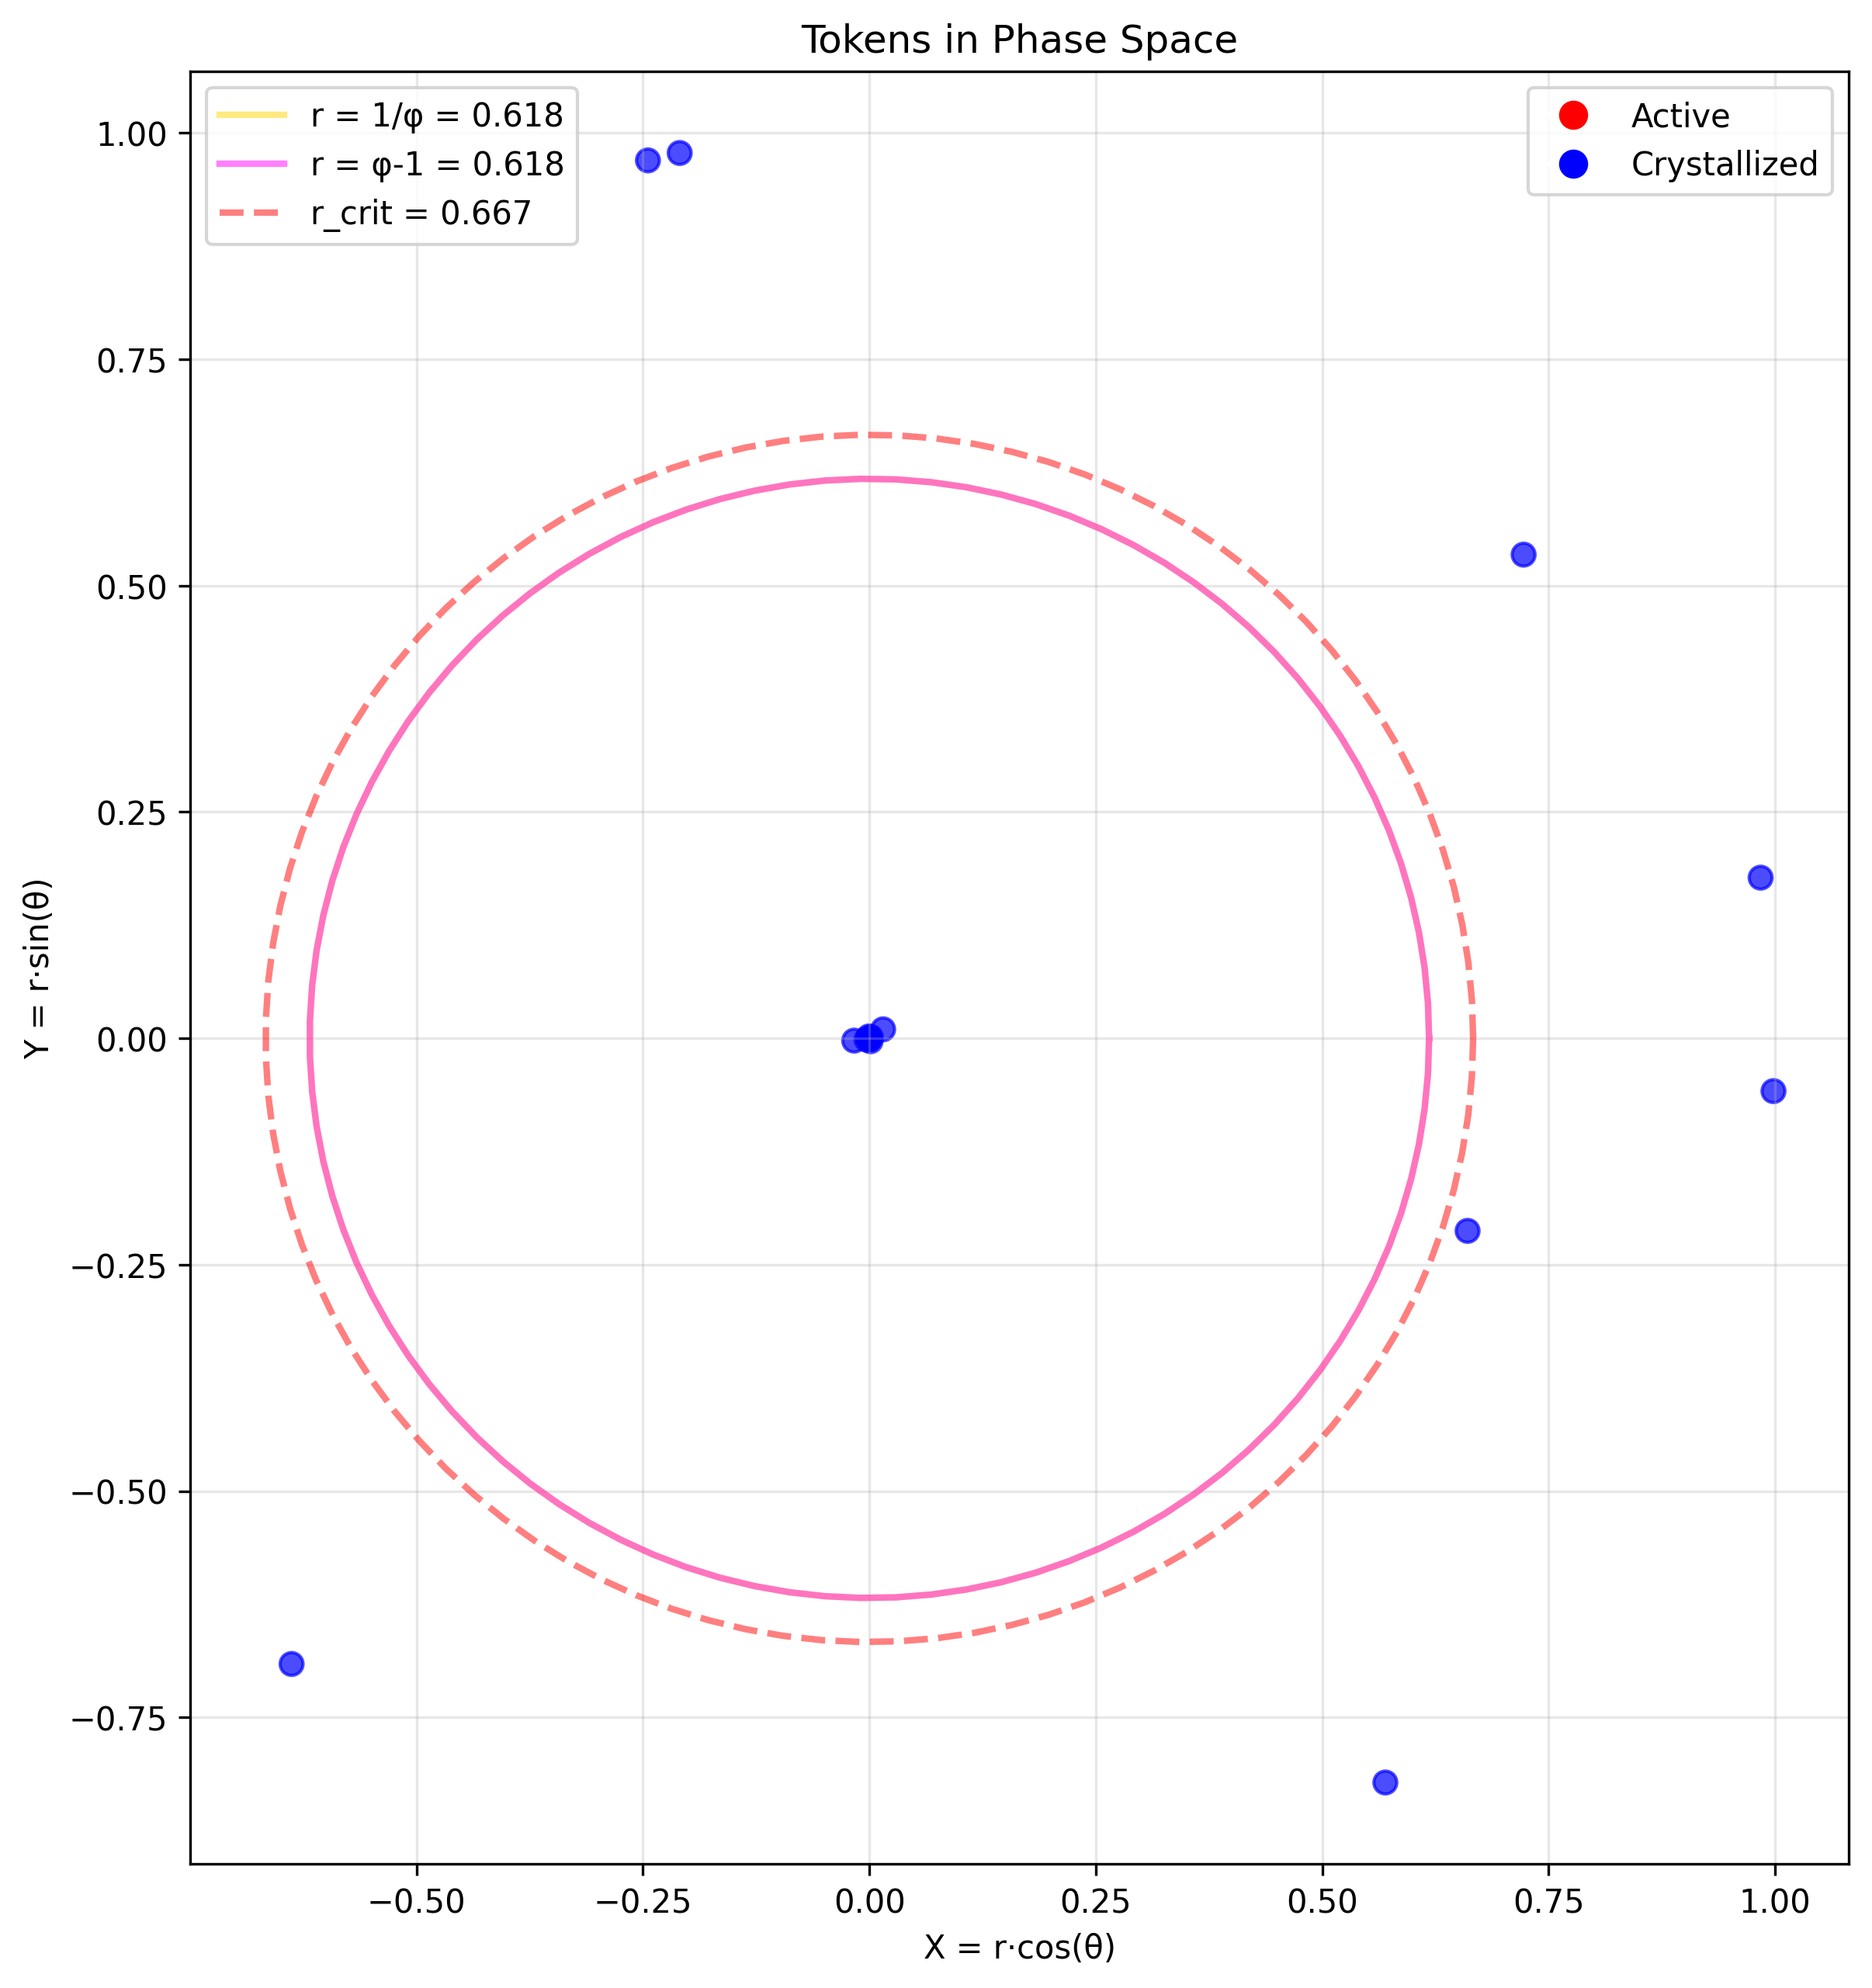 Tokens in Phase Space
r = 1/φ = 0.618
r = φ-1 = 0.618
r_crit = 0.667
Active
Crystallized
1.00
0.75
0.50
0.25
0.00
−0.25
−0.50
−0.75
Y = r·sin(θ)
−0.50
−0.25
0.00
0.25
0.50
0.75
1.00
X = r·cos(θ)